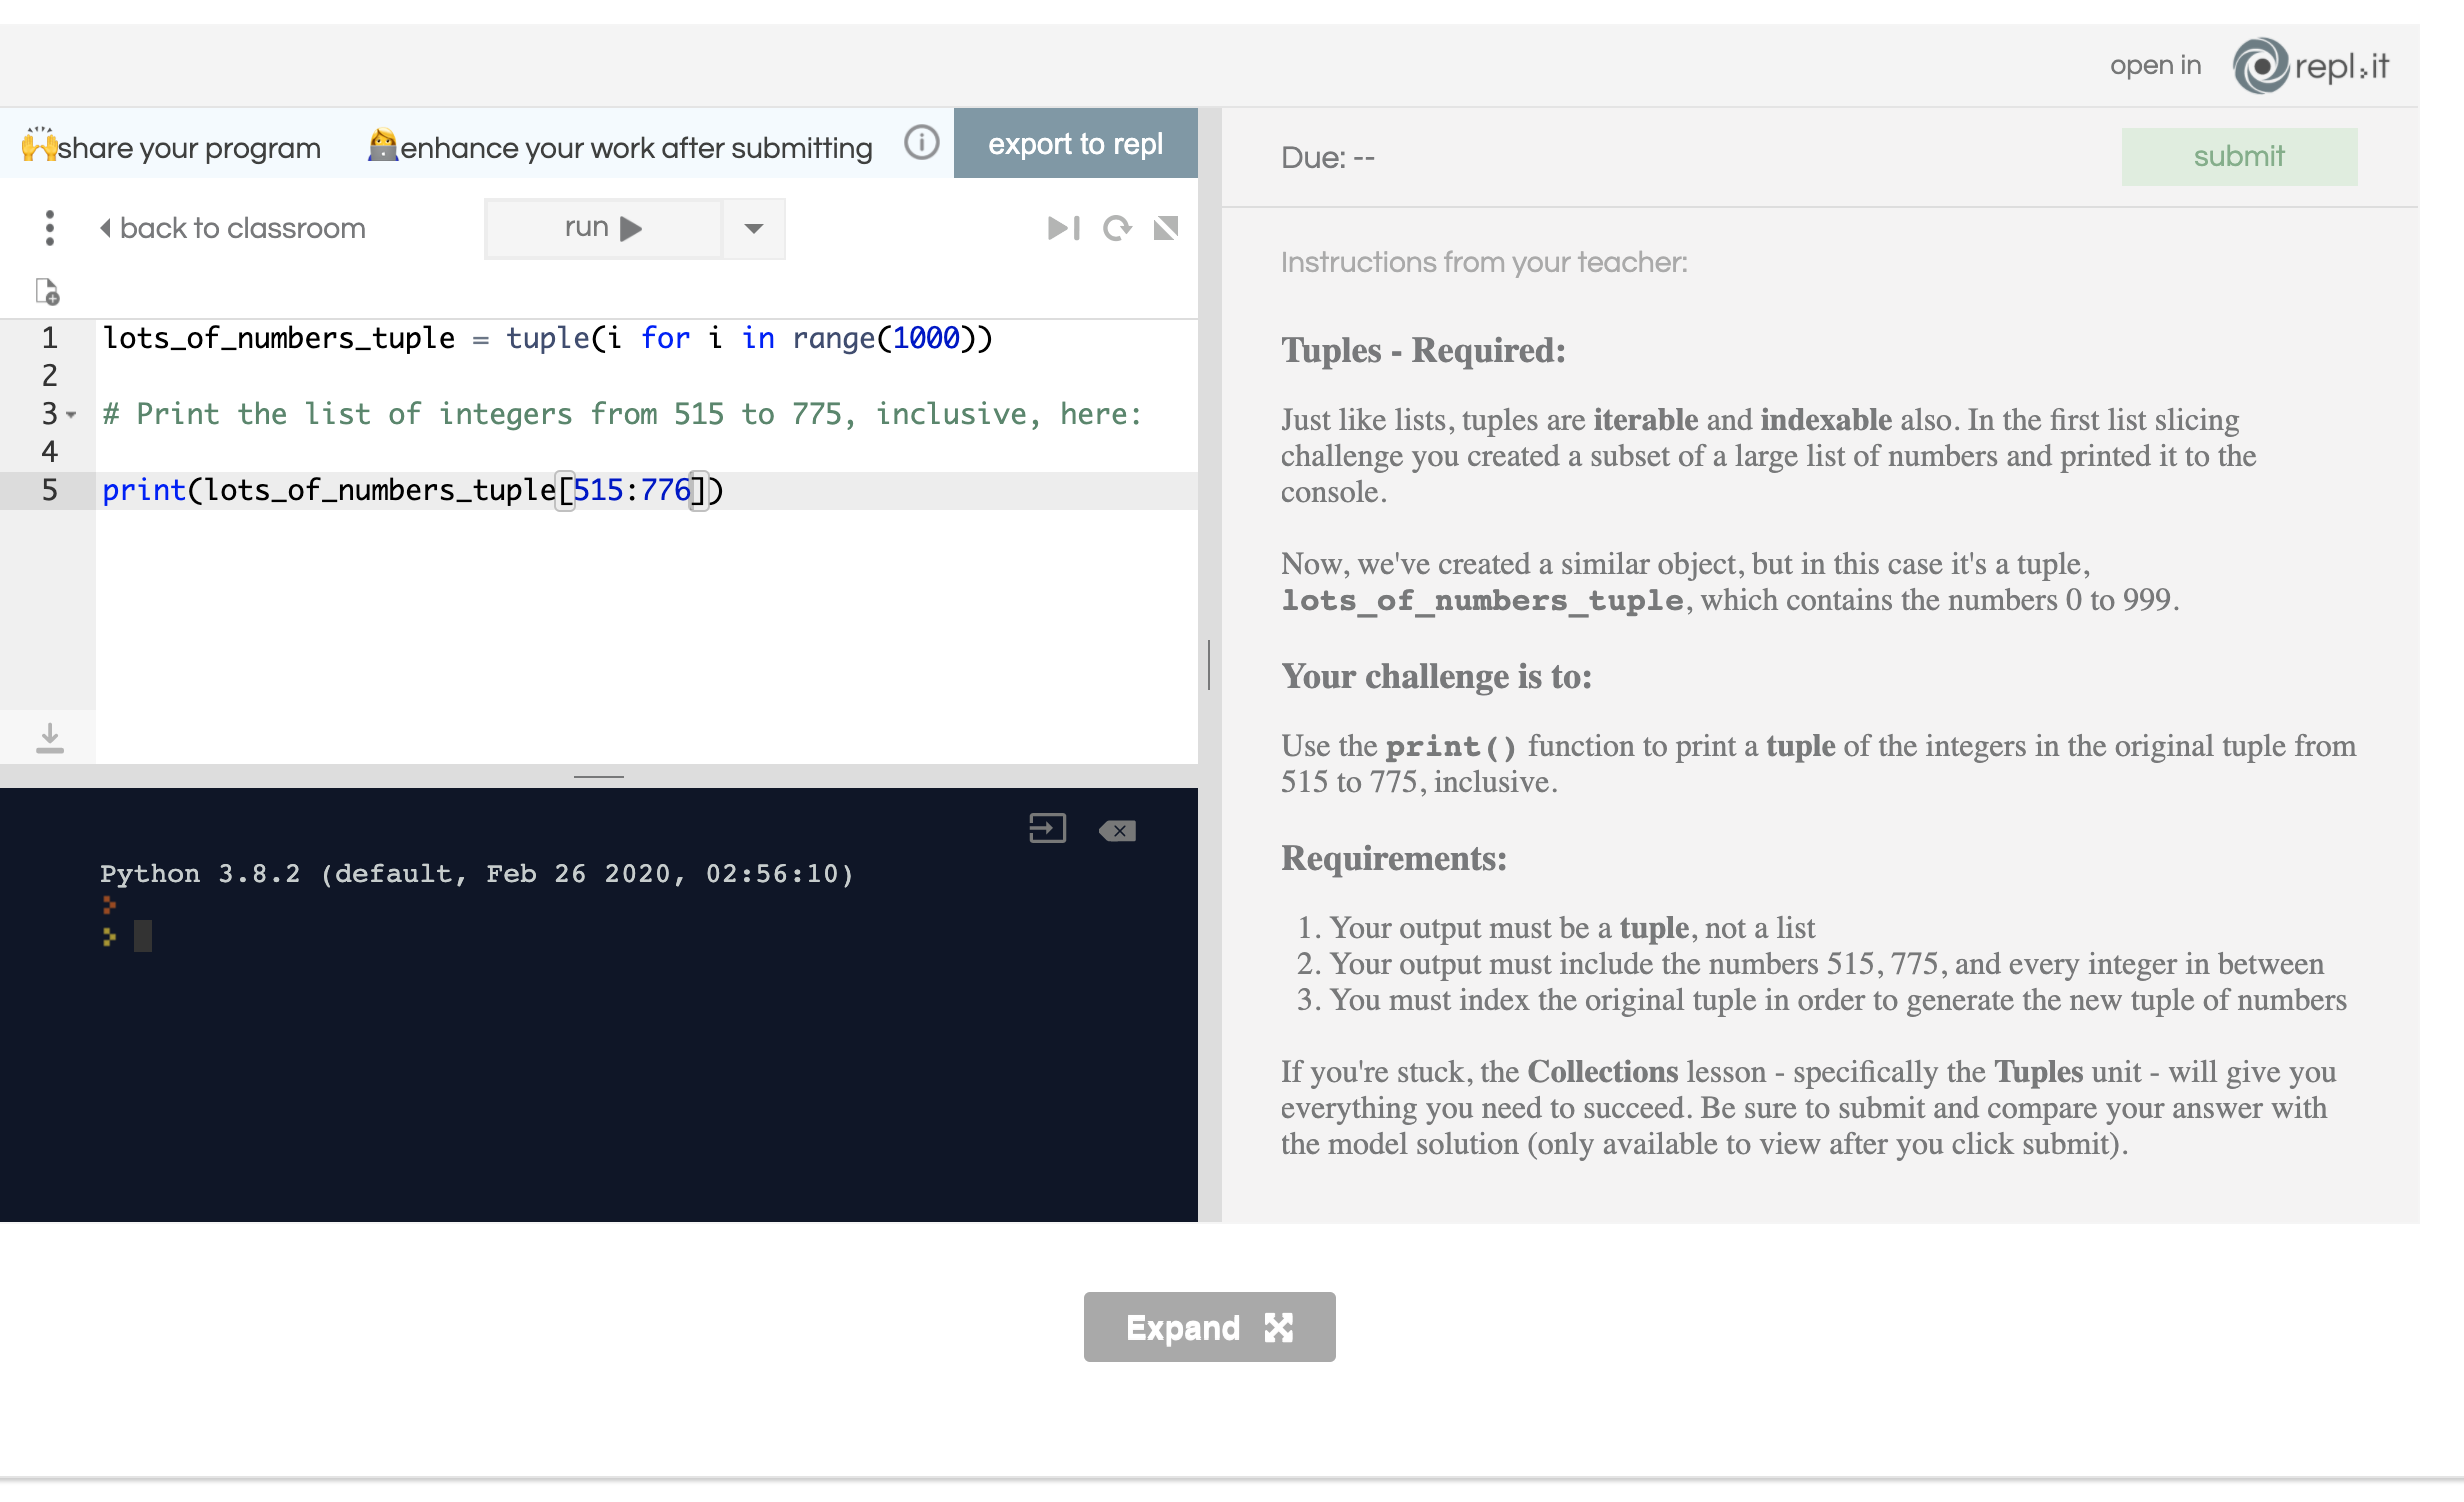 open in repl.it
🙌share your program 👩‍💻enhance your work after submitting export to repl
back to classroom run
1 lots_of_numbers_tuple = tuple(i for i in range(1000))
2
3 # Print the list of integers from 515 to 775, inclusive, here:
4
5 print(lots_of_numbers_tuple[515:776])
Python 3.8.2 (default, Feb 26 2020, 02:56:10)
Due: --
submit
Instructions from your teacher:
Tuples - Required:
Just like lists, tuples are iterable and indexable also. In the first list slicing
challenge you created a subset of a large list of numbers and printed it to the
console.
Now, we've created a similar object, but in this case it's a tuple,
lots_of_numbers_tuple, which contains the numbers 0 to 999.
Your challenge is to:
Use the print() function to print a tuple of the integers in the original tuple from
515 to 775, inclusive.
Requirements:
1. Your output must be a tuple, not a list
2. Your output must include the numbers 515, 775, and every integer in between
3. You must index the original tuple in order to generate the new tuple of numbers
If you're stuck, the Collections lesson - specifically the Tuples unit - will give you
everything you need to succeed. Be sure to submit and compare your answer with
the model solution (only available to view after you click submit).
Expand